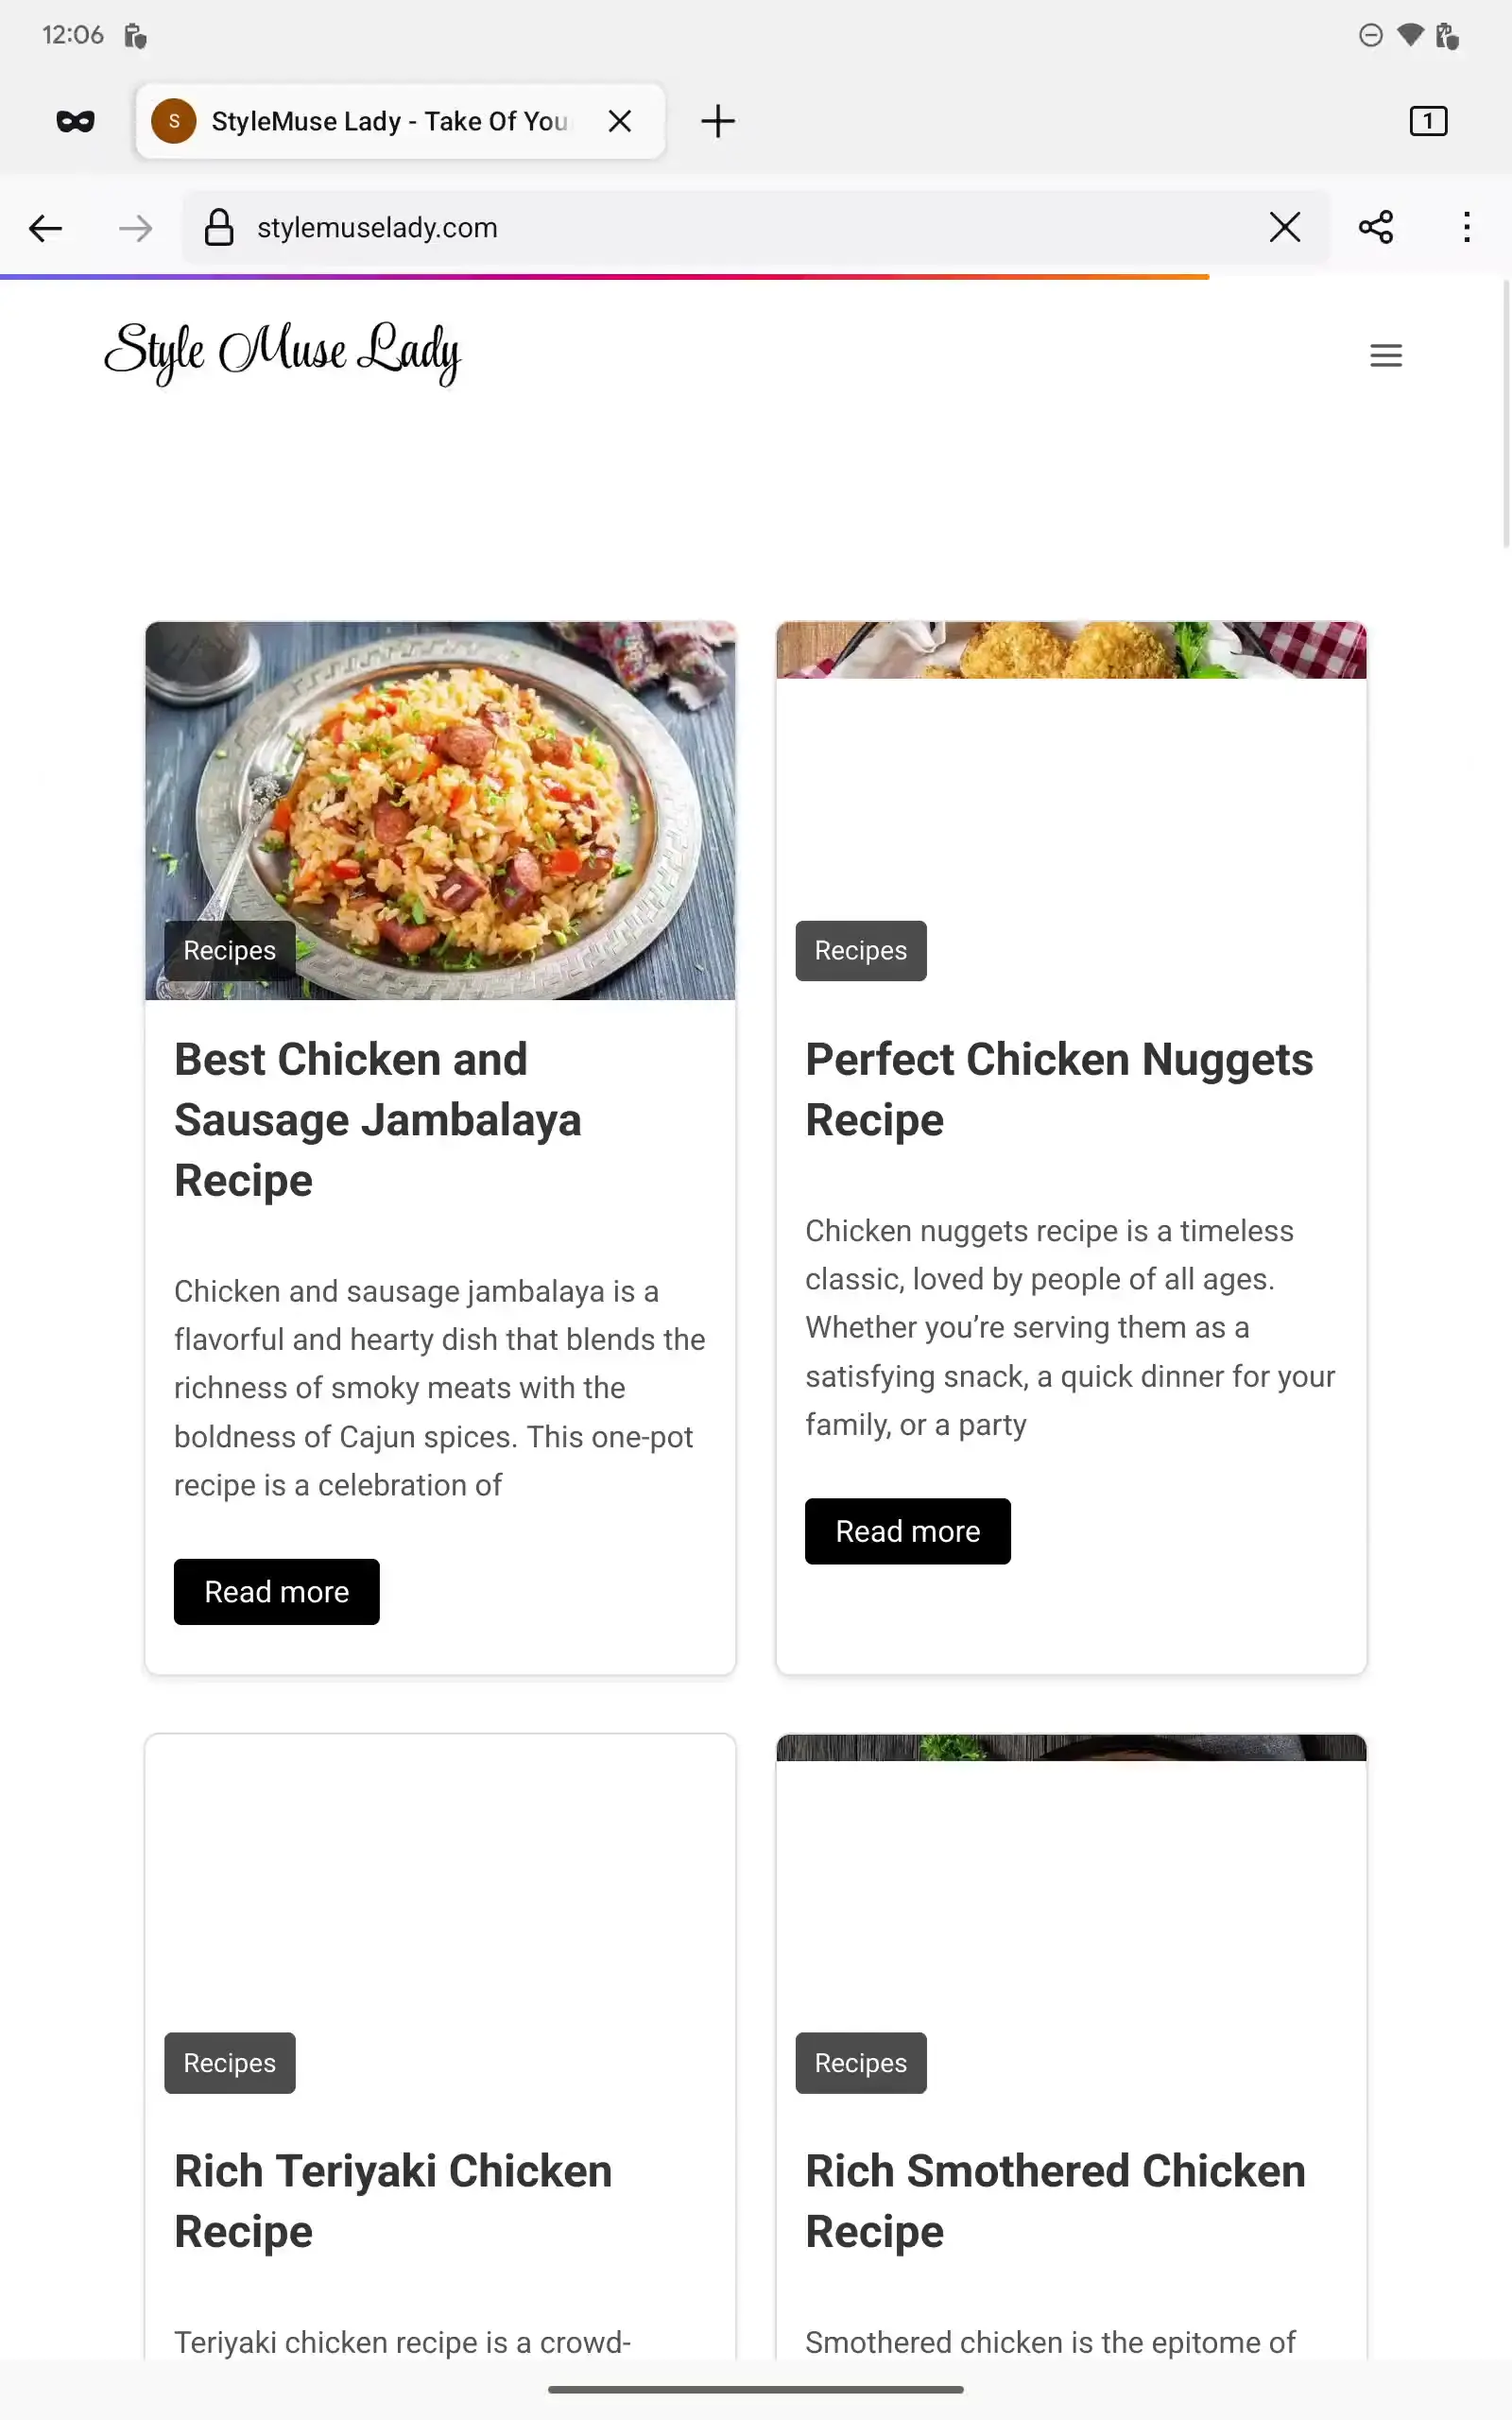 12:06
S StyleMuse Lady - Take Of You
1
stylemuselady.com
Style Muse Lady
Recipes
Best Chicken and
Sausage Jambalaya
Recipe
Chicken and sausage jambalaya is a
flavorful and hearty dish that blends the
richness of smoky meats with the
boldness of Cajun spices. This one-pot
recipe is a celebration of
Read more
Recipes
Perfect Chicken Nuggets
Recipe
Chicken nuggets recipe is a timeless
classic, loved by people of all ages.
Whether you’re serving them as a
satisfying snack, a quick dinner for your
family, or a party
Read more
Recipes
Rich Teriyaki Chicken
Recipe
Teriyaki chicken recipe is a crowd-
Recipes
Rich Smothered Chicken
Recipe
Smothered chicken is the epitome of